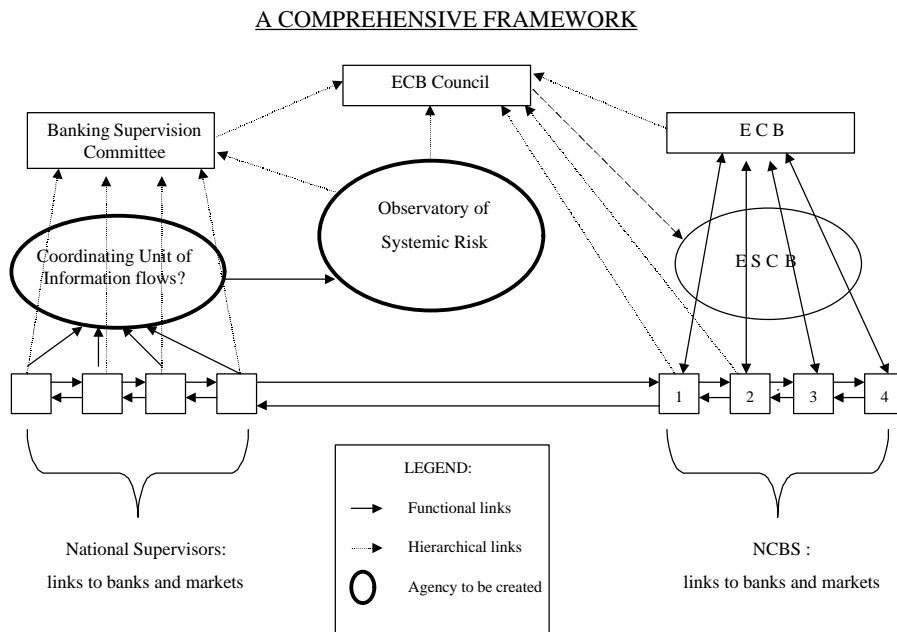 A COMPREHENSIVE FRAMEWORK
ECB Council
Banking Supervision
Committee
E C B
Observatory of
Systemic Risk
Coordinating Unit of
Information flows?
E S C B
1
2
3
4
LEGEND:
Functional links
Hierarchical links
Agency to be created
National Supervisors:
links to banks and markets
NCBS :
links to banks and markets